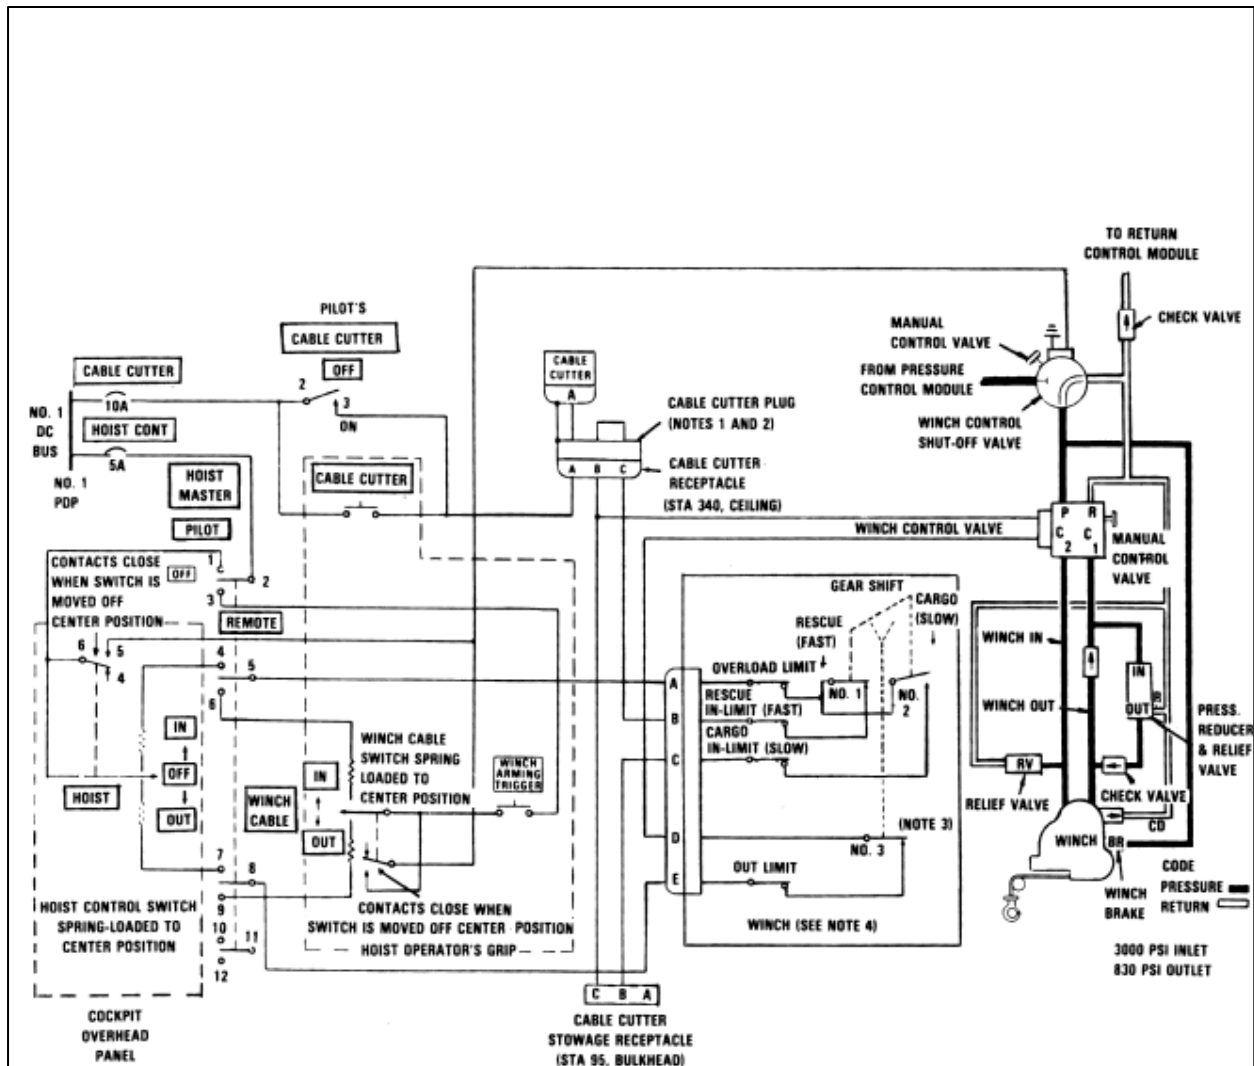 TO RETURN
CONTROL MODULE
CHECK VALVE
MANUAL
CONTROL VALVE
FROM PRESSURE
CONTROL MODULE
WINCH CONTROL
SHUT-OFF VALVE
PILOT'S
CABLE CUTTER
OFF
2
3
ON
CABLE CUTTER
10A
NO. 1
DC
BUS
HOIST CONT
5A
NO. 1
PDP
CABLE
CUTTER
A
CABLE CUTTER PLUG
(NOTES 1 AND 2)
A B C
CABLE CUTTER
RECEPTACLE
(STA 340, CEILING)
HOIST
MASTER
PILOT
CABLE CUTTER
WINCH CONTROL VALVE
P R
C C
2 1
MANUAL
CONTROL
VALVE
CONTACTS CLOSE
WHEN SWITCH IS
MOVED OFF
CENTER POSITION
1
OFF
2
3
REMOTE
6
5
4
4
5
6
GEAR SHIFT
CARGO
(SLOW)
RESCUE
(FAST)
OVERLOAD LIMIT
A
NO. 1
NO.
2
RESCUE
IN-LIMIT (FAST)
B
CARGO
IN-LIMIT (SLOW)
C
WINCH IN
WINCH OUT
IN
OUT
RED
PRESS.
REDUCER
& RELIEF
VALVE
RV
RELIEF VALVE
CHECK VALVE
IN
OFF
OUT
HOIST
WINCH CABLE
SWITCH SPRING
LOADED TO
CENTER POSITION
WINCH
ARMING
TRIGGER
IN
OUT
WINCH
CABLE
D
NO. 3
(NOTE 3)
E
OUT LIMIT
WINCH
BR
CD
WINCH
BRAKE
CODE
PRESSURE
RETURN
7
8
9
10
11
12
HOIST CONTROL SWITCH
SPRING-LOADED TO
CENTER POSITION
CONTACTS CLOSE WHEN
SWITCH IS MOVED OFF CENTER POSITION
HOIST OPERATOR'S GRIP
WINCH (SEE NOTE 4)
3000 PSI INLET
830 PSI OUTLET
C B A
CABLE CUTTER
STOWAGE RECEPTACLE
(STA 95, BULKHEAD)
COCKPIT
OVERHEAD
PANEL